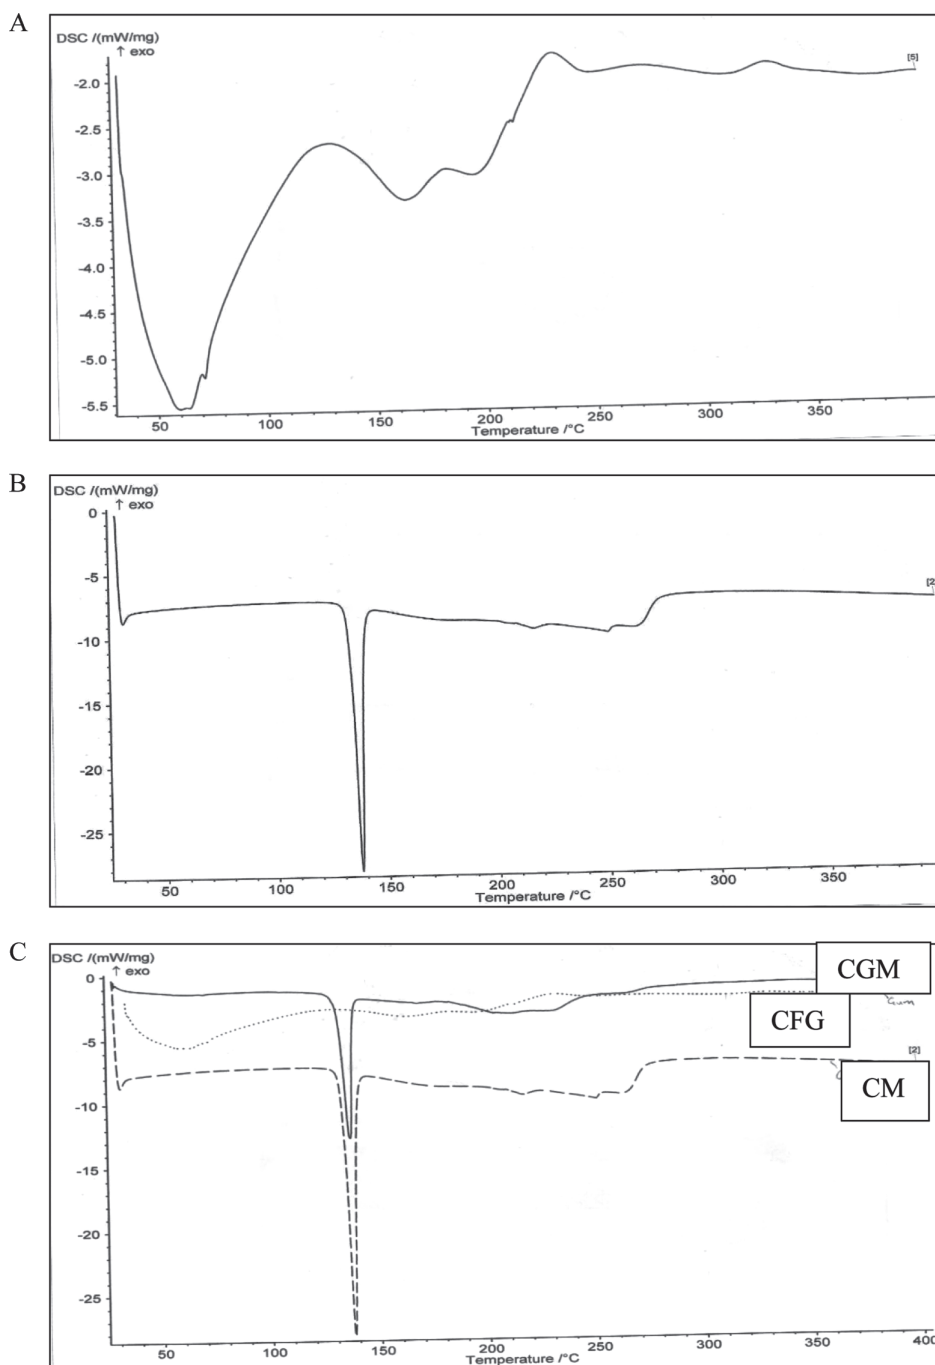 A
DSC /(mW/mg)
↑ exo
[5]
-2.0
-2.5
-3.0
-3.5
-4.0
-4.5
-5.0
-5.5
50 100 150 200 250 300 350
Temperature /°C
B
DSC /(mW/mg)
↑ exo
0
[2
-5
-10
-15
-20
-25
50 100 150 200 250 300 350
Temperature /°C
C
DSC /(mW/mg)
↑ exo
CGM
0
Gum
CFG
-5
[2]
CM
-10
-15
-20
-25
50 100 150 200 250 300 350 400
Temperature /°C